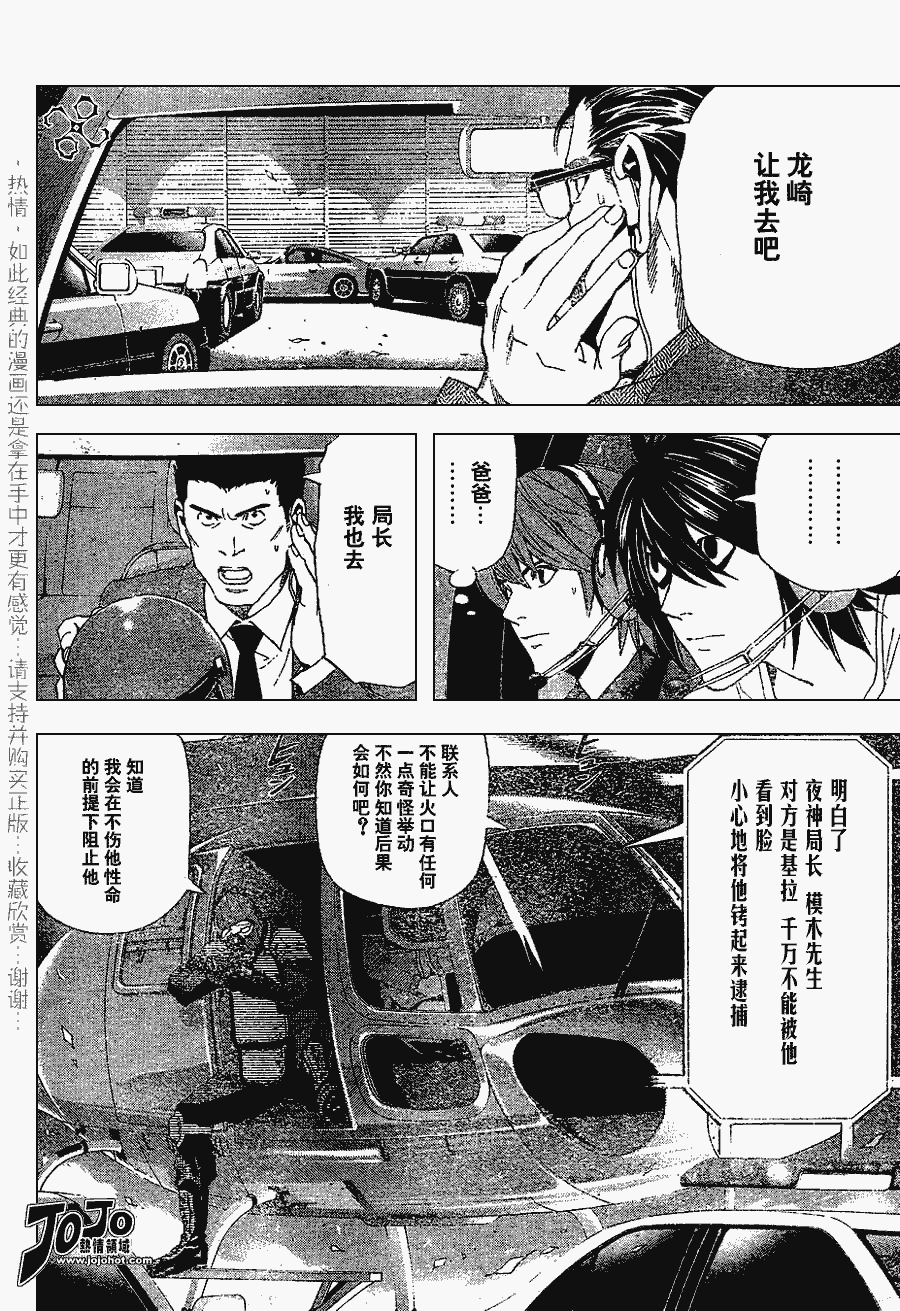 龙崎
让我去吧
…………
爸爸…
………
局长
我也去
明白了
夜神局长 模木先生
对方是基拉 千万不能被他
看到脸
小心地将他铐起来逮捕
联系人
不能让火口有任何
一点奇怪举动
不然你知道后果
会如何吧？
知道
我会在不伤他性命
的前提下阻止他
、热情、如此经典的漫画还是拿在手中才更有感觉…请支持并购买正版…收藏欣赏…谢谢…
JOJO
热情领域
www.jojohot.com